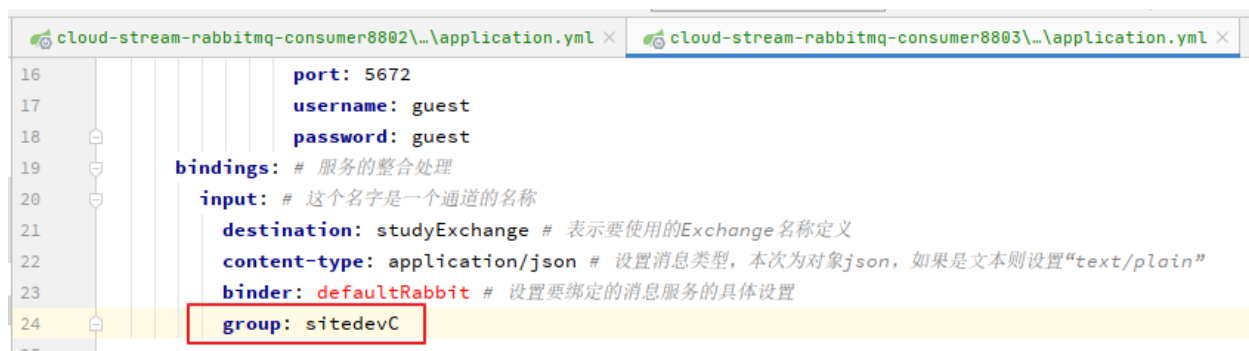 cloud-stream-rabbitmq-consumer8802\…\application.yml × cloud-stream-rabbitmq-consumer8803\…\application.yml ×
16 port: 5672
17 username: guest
18 password: guest
19 bindings: # 服务的整合处理
20 input: # 这个名字是一个通道的名称
21 destination: studyExchange # 表示要使用的Exchange名称定义
22 content-type: application/json # 设置消息类型，本次为对象json，如果是文本则设置“text/plain”
23 binder: defaultRabbit # 设置要绑定的消息服务的具体设置
24 group: sitedevC